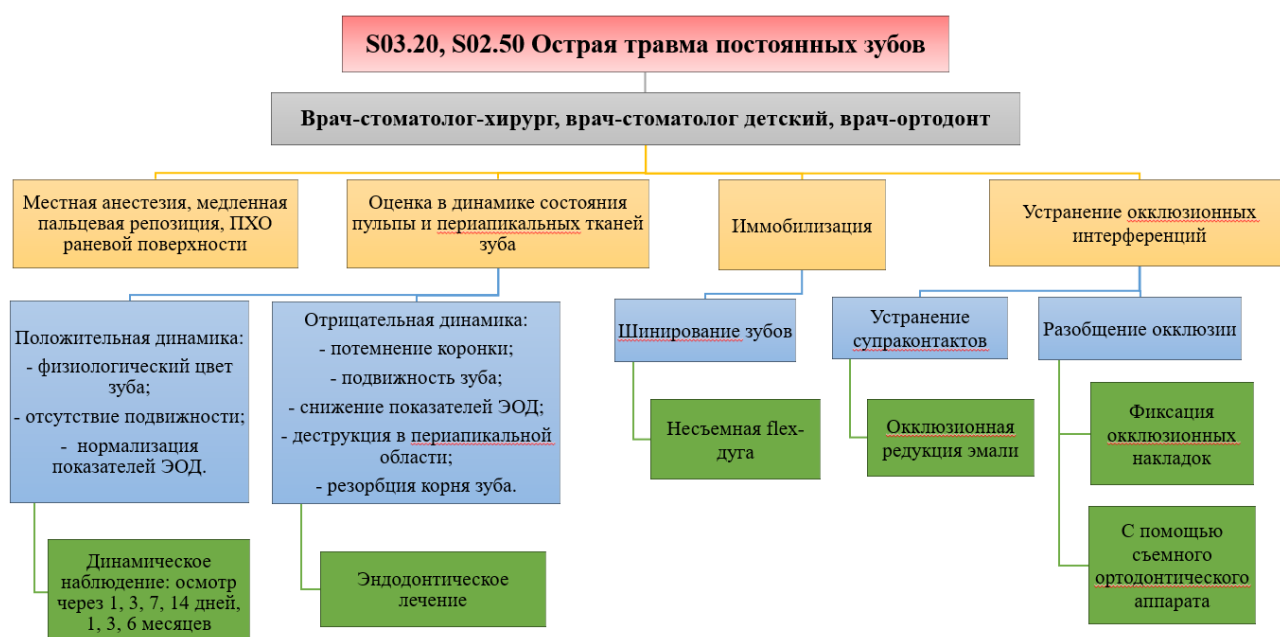 S03.20, S02.50 Острая травма постоянных зубов
Врач-стоматолог-хирург, врач-стоматолог детский, врач-ортодонт
Местная анестезия, медленная
пальцевая репозиция, ПХО
раневой поверхности
Оценка в динамике состояния
пульпы и периапикальных тканей
зуба
Иммобилизация
Устранение окклюзионных
интерференций
Положительная динамика:
- физиологический цвет
зуба;
- отсутствие подвижности;
- нормализация
показателей ЭОД.
Отрицательная динамика:
- потемнение коронки;
- подвижность зуба;
- снижение показателей ЭОД;
- деструкция в периапикальной
области;
- резорбция корня зуба.
Шинирование зубов
Устранение
супраконтактов
Разобщение окклюзии
Несъемная flex-
дуга
Окклюзионная
редукция эмали
Фиксация
окклюзионных
накладок
С помощью
съемного
ортодонтического
аппарата
Динамическое
наблюдение: осмотр
через 1, 3, 7, 14 дней,
1, 3, 6 месяцев
Эндодонтическое
лечение